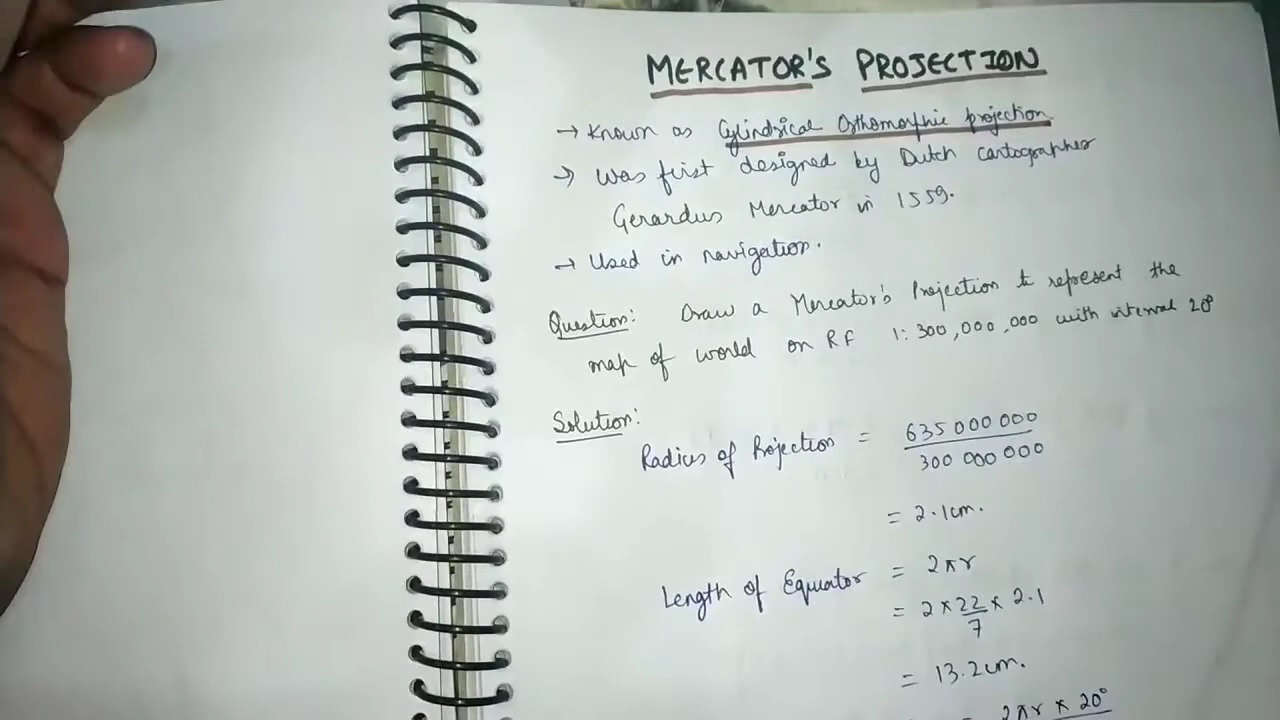 MERCATOR'S PROJECTION
→ Known as Cylindrical Orthomorphic projection
→ Was first designed by Dutch cartographer
Gerardus Mercator in 1559.
→ Used in navigation.
Question: Draw a Mercator's Projection to represent the
map of world on RF 1:300,000,000 with interval 20°
Solution:
Radius of Projection = 635 000 000
300 000 000
= 2.1cm.
Length of Equator = 2πr
= 2 × 22/7 × 2.1
= 13.2cm.
= 2πr × 20°